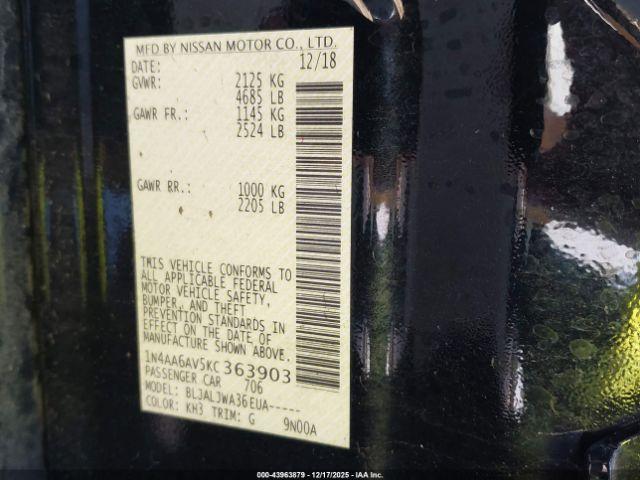 MFD BY NISSAN MOTOR CO., LTD.
DATE: 12/18
GVWR: 2125 KG
4685 LB
GAWR FR.: 1145 KG
2524 LB
GAWR RR.: 1000 KG
2205 LB
THIS VEHICLE CONFORMS TO
ALL APPLICABLE FEDERAL
MOTOR VEHICLE SAFETY,
BUMPER, AND THEFT
PREVENTION STANDARDS IN
EFFECT ON THE DATE OF
MANUFACTURE SHOWN ABOVE.
1N4AA6AV5KC 363903
PASSENGER CAR 706
MODEL: BLJALJWA36EUA-----
COLOR: KH3 TRIM: G 9N00A
000-43963879 - 12/17/2025 - IAA Inc.